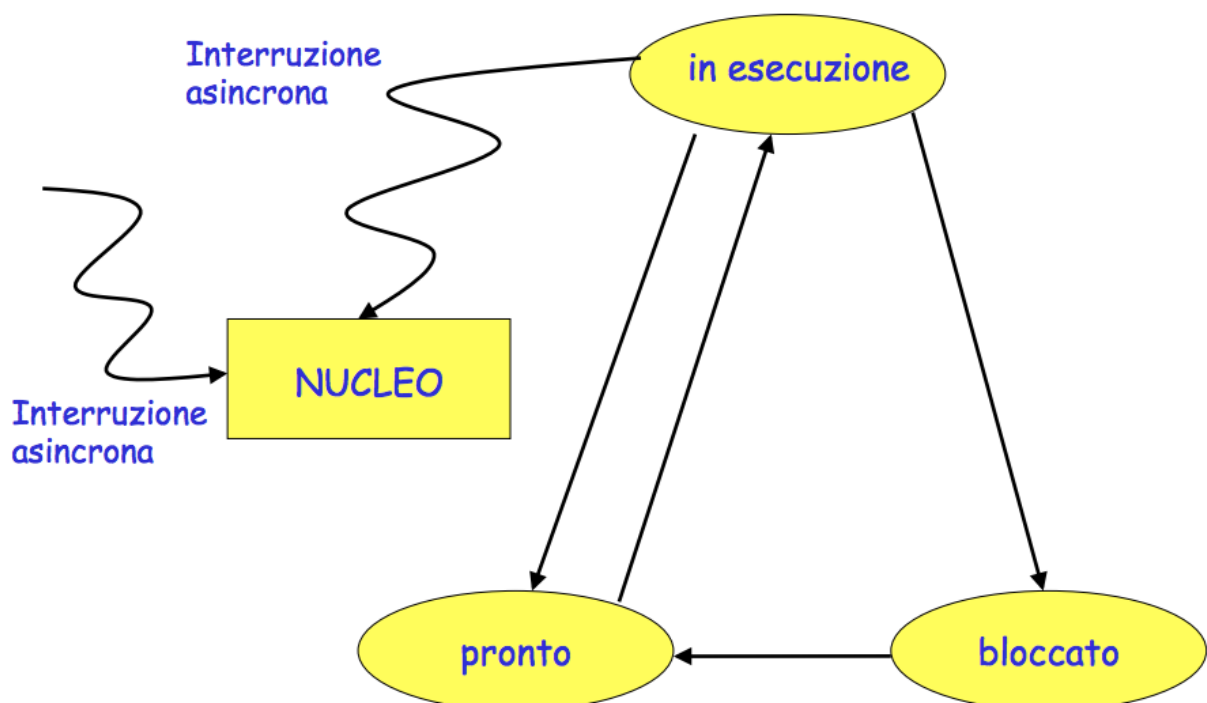 Interruzione
asincrona
in esecuzione
NUCLEO
Interruzione
asincrona
pronto
bloccato